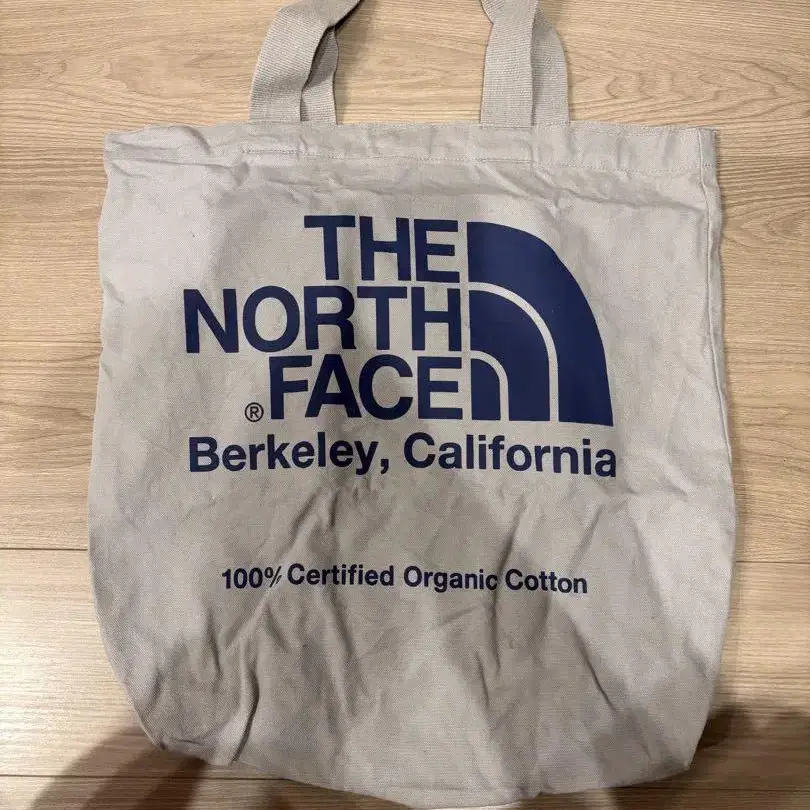 THE
NORTH
® FACE
Berkeley, California
100% Certified Organic Cotton